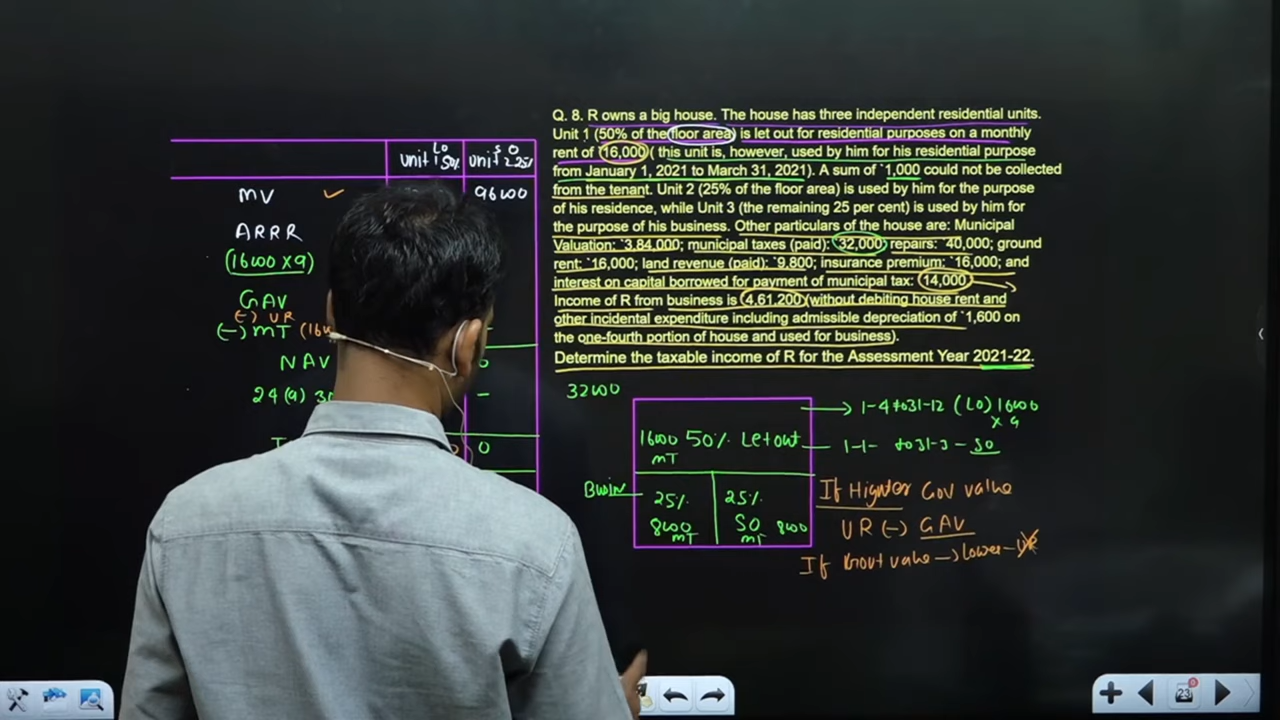 Q. 8. R owns a big house. The house has three independent residential units.
Unit 1 (50% of the floor area) is let out for residential purposes on a monthly
rent of `16,000 ( this unit is, however, used by him for his residential purpose
from January 1, 2021 to March 31, 2021). A sum of `1,000 could not be collected
from the tenant. Unit 2 (25% of the floor area) is used by him for the purpose
of his residence, while Unit 3 (the remaining 25 per cent) is used by him for
the purpose of his business. Other particulars of the house are: Municipal
Valuation: `3,84,000; municipal taxes (paid): `32,000; repairs: `40,000; ground
rent: `16,000; land revenue (paid): `9,800; insurance premium: `16,000; and
interest on capital borrowed for payment of municipal tax: `14,000
Income of R from business is `4,61,200 (without debiting house rent and
other incidental expenditure including admissible depreciation of `1,600 on
the one-fourth portion of house and used for business).
Determine the taxable income of R for the Assessment Year 2021-22.
LO SO
unit 1 50% unit 2 25%
MV 96000
ARRR
(16000 x 9)
GAV
(-) UR
(-) MT -
NAV 0
24 (a) -
0
32000
16000 50% Let out
MT
25% 25%
8000 SO 8000
MT MT
1-4 to 31-12 (LO) 16000
x 9
1-1- to 31-3 - SO
If Higher Gov value
UR (-) GAV
If Govt value → lower -
23